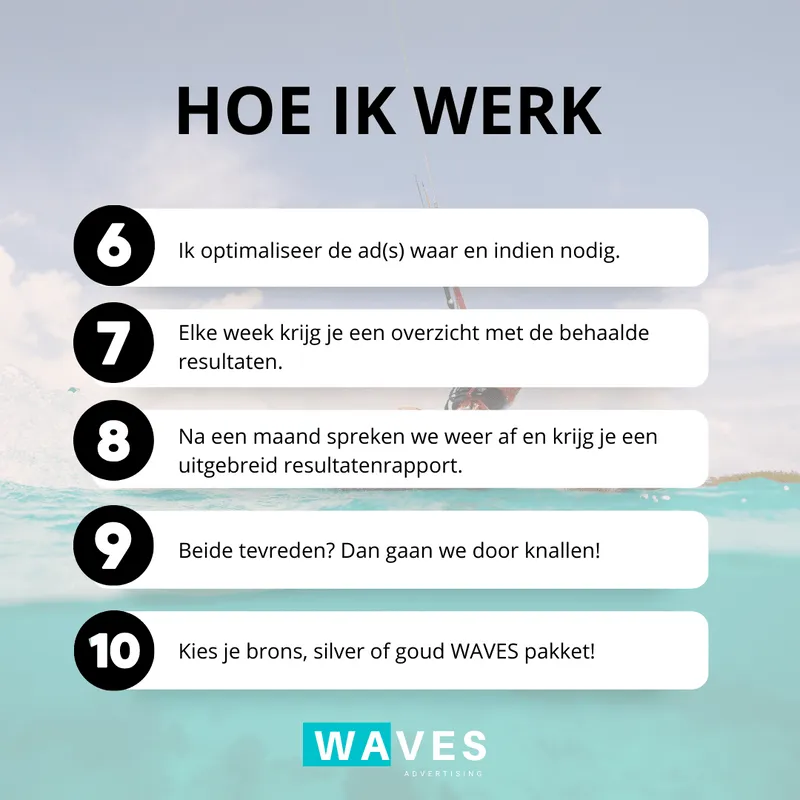 HOE IK WERK
6
Ik optimaliseer de ad(s) waar en indien nodig.
7
Elke week krijg je een overzicht met de behaalde
resultaten.
8
Na een maand spreken we weer af en krijg je een
uitgebreid resultatenrapport.
9
Beide tevreden? Dan gaan we door knallen!
10
Kies je brons, silver of goud WAVES pakket!
WAVES
ADVERTISING